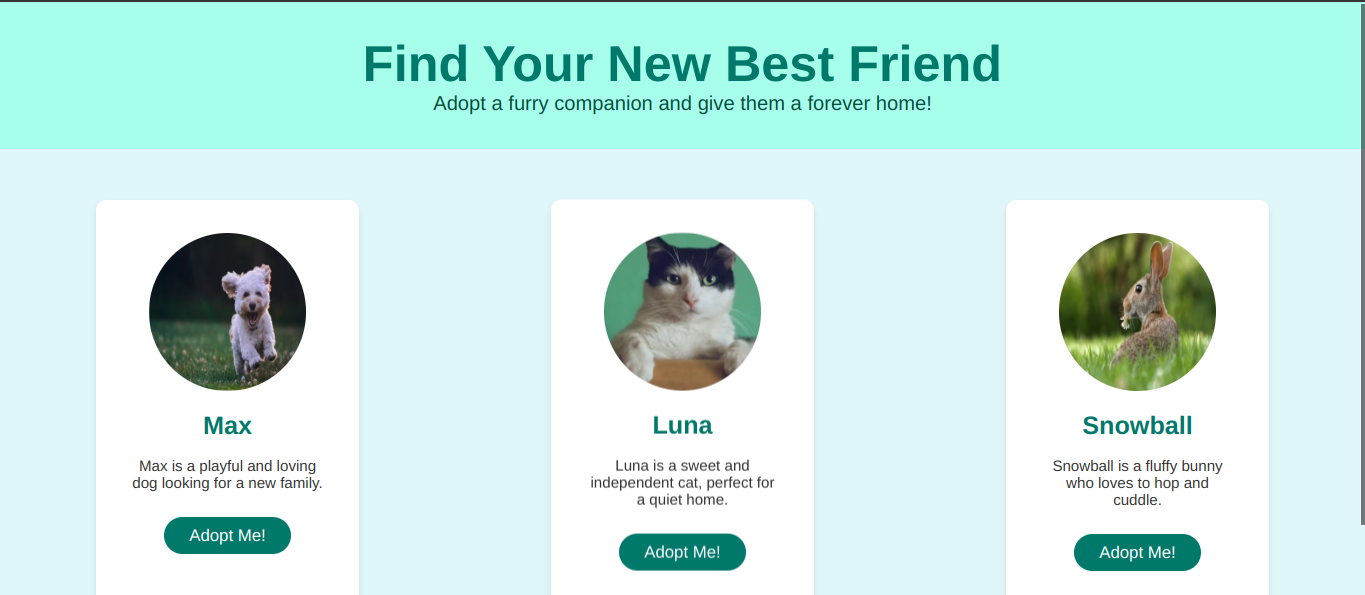 Find Your New Best Friend
Adopt a furry companion and give them a forever home!
Max
Max is a playful and loving
dog looking for a new family.
Adopt Me!
Luna
Luna is a sweet and
independent cat, perfect for
a quiet home.
Adopt Me!
Snowball
Snowball is a fluffy bunny
who loves to hop and
cuddle.
Adopt Me!